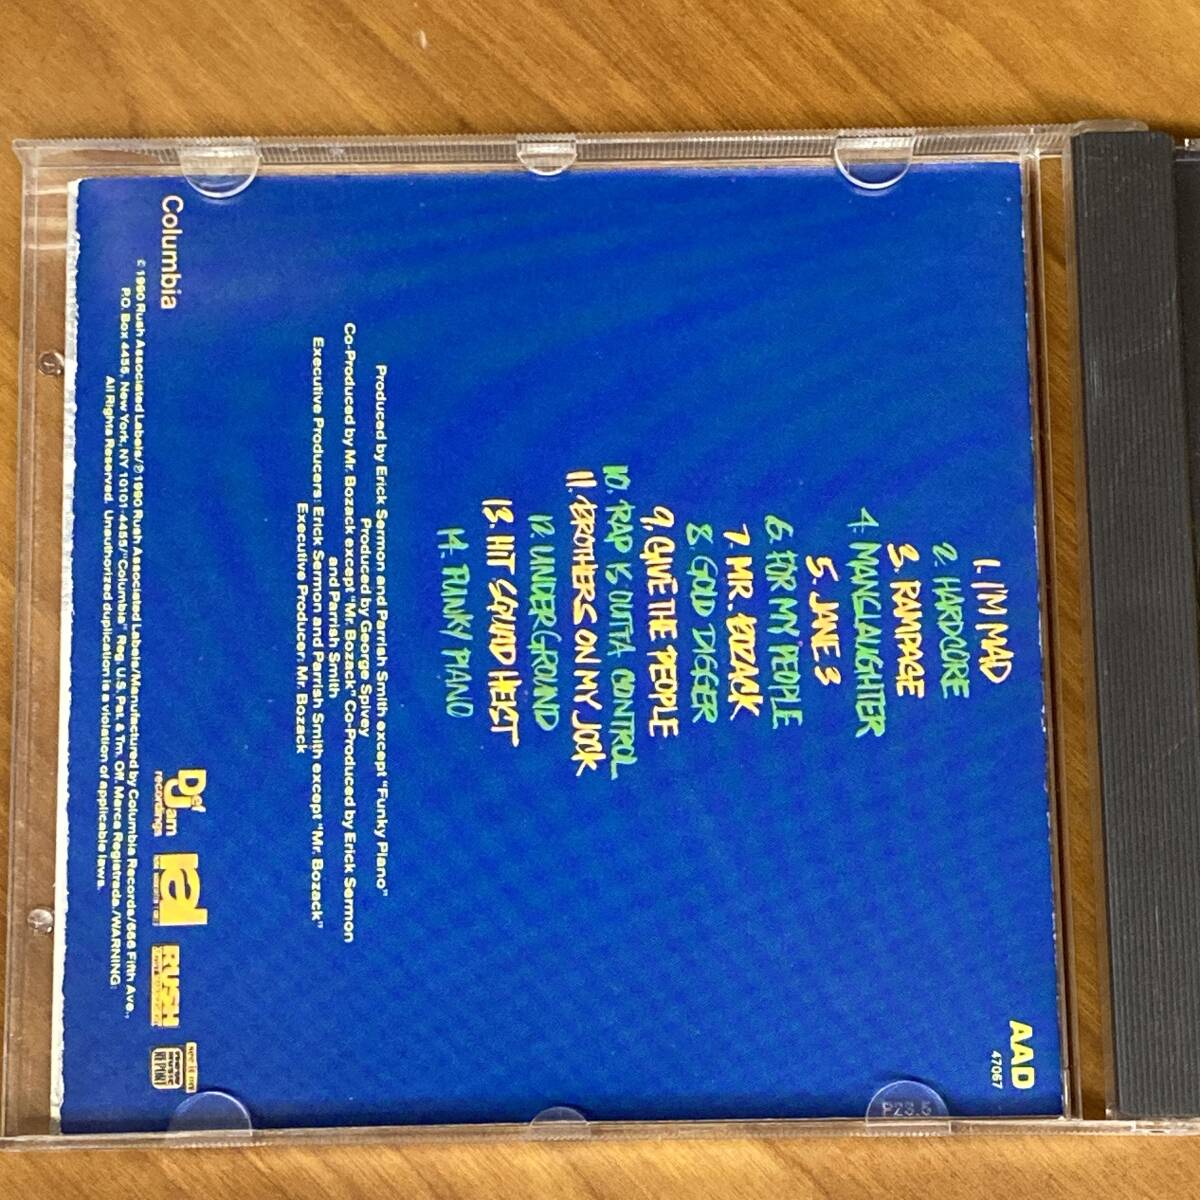 AAD
47067
1. I'M MAD
2. HARDCORE
3. RAMPAGE
4. MANSLAUGHTER
5. JANE 3
6. FOR MY PEOPLE
7. MR. BOZACK
8. GOLD DIGGER
9. GIVE THE PEOPLE
10. RAP IS OUTTA CONTROL
11. BROTHERS ON MY JOCK
12. UNDERGROUND
13. HIT SQUAD HEIST
14. FUNKY PIANO
Produced by Erick Sermon and Parrish Smith except "Funky Piano"
Produced by George Spivey
Co-Produced by Mr. Bozack except "Mr. Bozack" Co-Produced by Erick Sermon
and Parrish Smith
Executive Producers: Erick Sermon and Parrish Smith except "Mr. Bozack"
Executive Producer: Mr. Bozack
Columbia
Def Jam
recordings
ral
RUSH
© 1990 Rush Associated Labels/℗ 1990 Rush Associated Labels/Manufactured by Columbia Records/666 Fifth Ave.,
P.O. Box 4455, New York, NY 10101-4455/"Columbia" Reg. U.S. Pat. & Tm. Off. Marca Registrada./WARNING:
All Rights Reserved. Unauthorized duplication is a violation of applicable laws.